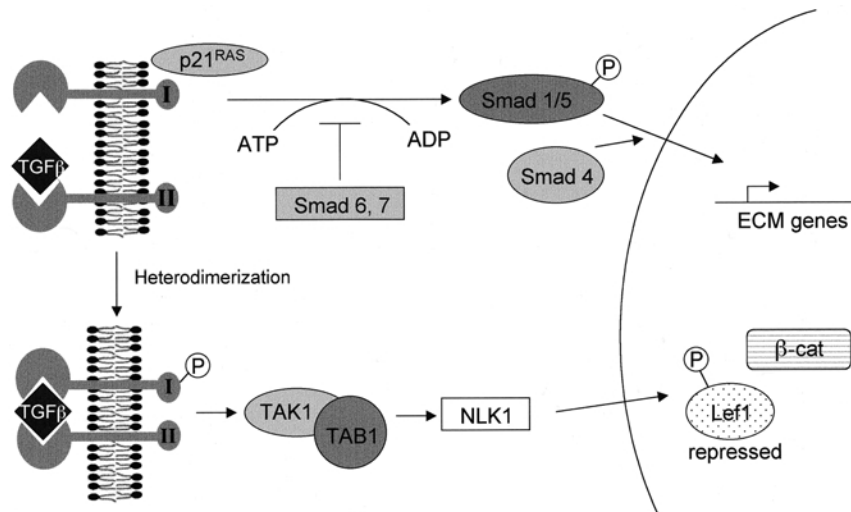 p21RAS
I
P
Smad 1/5
ATP
ADP
TGFβ
Smad 4
II
Smad 6, 7
ECM genes
Heterodimerization
P
I
TGFβ
II
TAK1
TAB1
NLK1
P
β-cat
Lef1
repressed